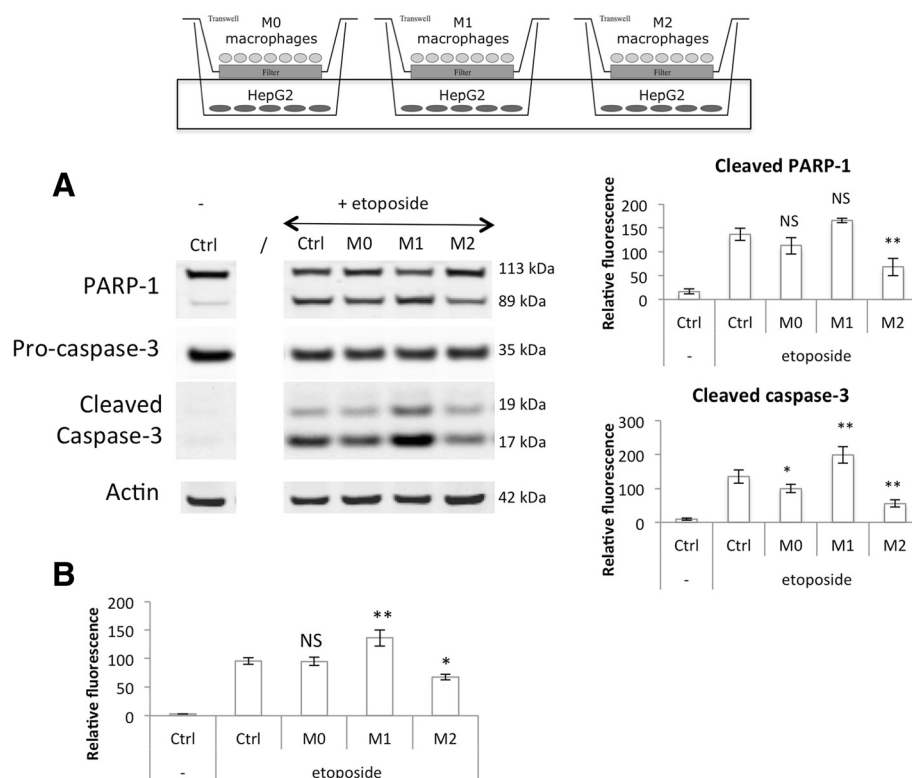 Transwell M0 macrophages
Filter
HepG2
Transwell M1 macrophages
Filter
HepG2
Transwell M2 macrophages
Filter
HepG2
A
- + etoposide
Ctrl / Ctrl M0 M1 M2
PARP-1 113 kDa
89 kDa
Pro-caspase-3 35 kDa
Cleaved 19 kDa
Caspase-3 17 kDa
Actin 42 kDa
Cleaved PARP-1
Relative fluorescence
200
150
100
50
0
NS NS **
Ctrl Ctrl M0 M1 M2
- etoposide
Cleaved caspase-3
Relative fluorescence
300
200
100
0
* ** **
Ctrl Ctrl M0 M1 M2
- etoposide
B
Relative fluorescence
200
150
100
50
0
NS ** *
Ctrl Ctrl M0 M1 M2
- etoposide